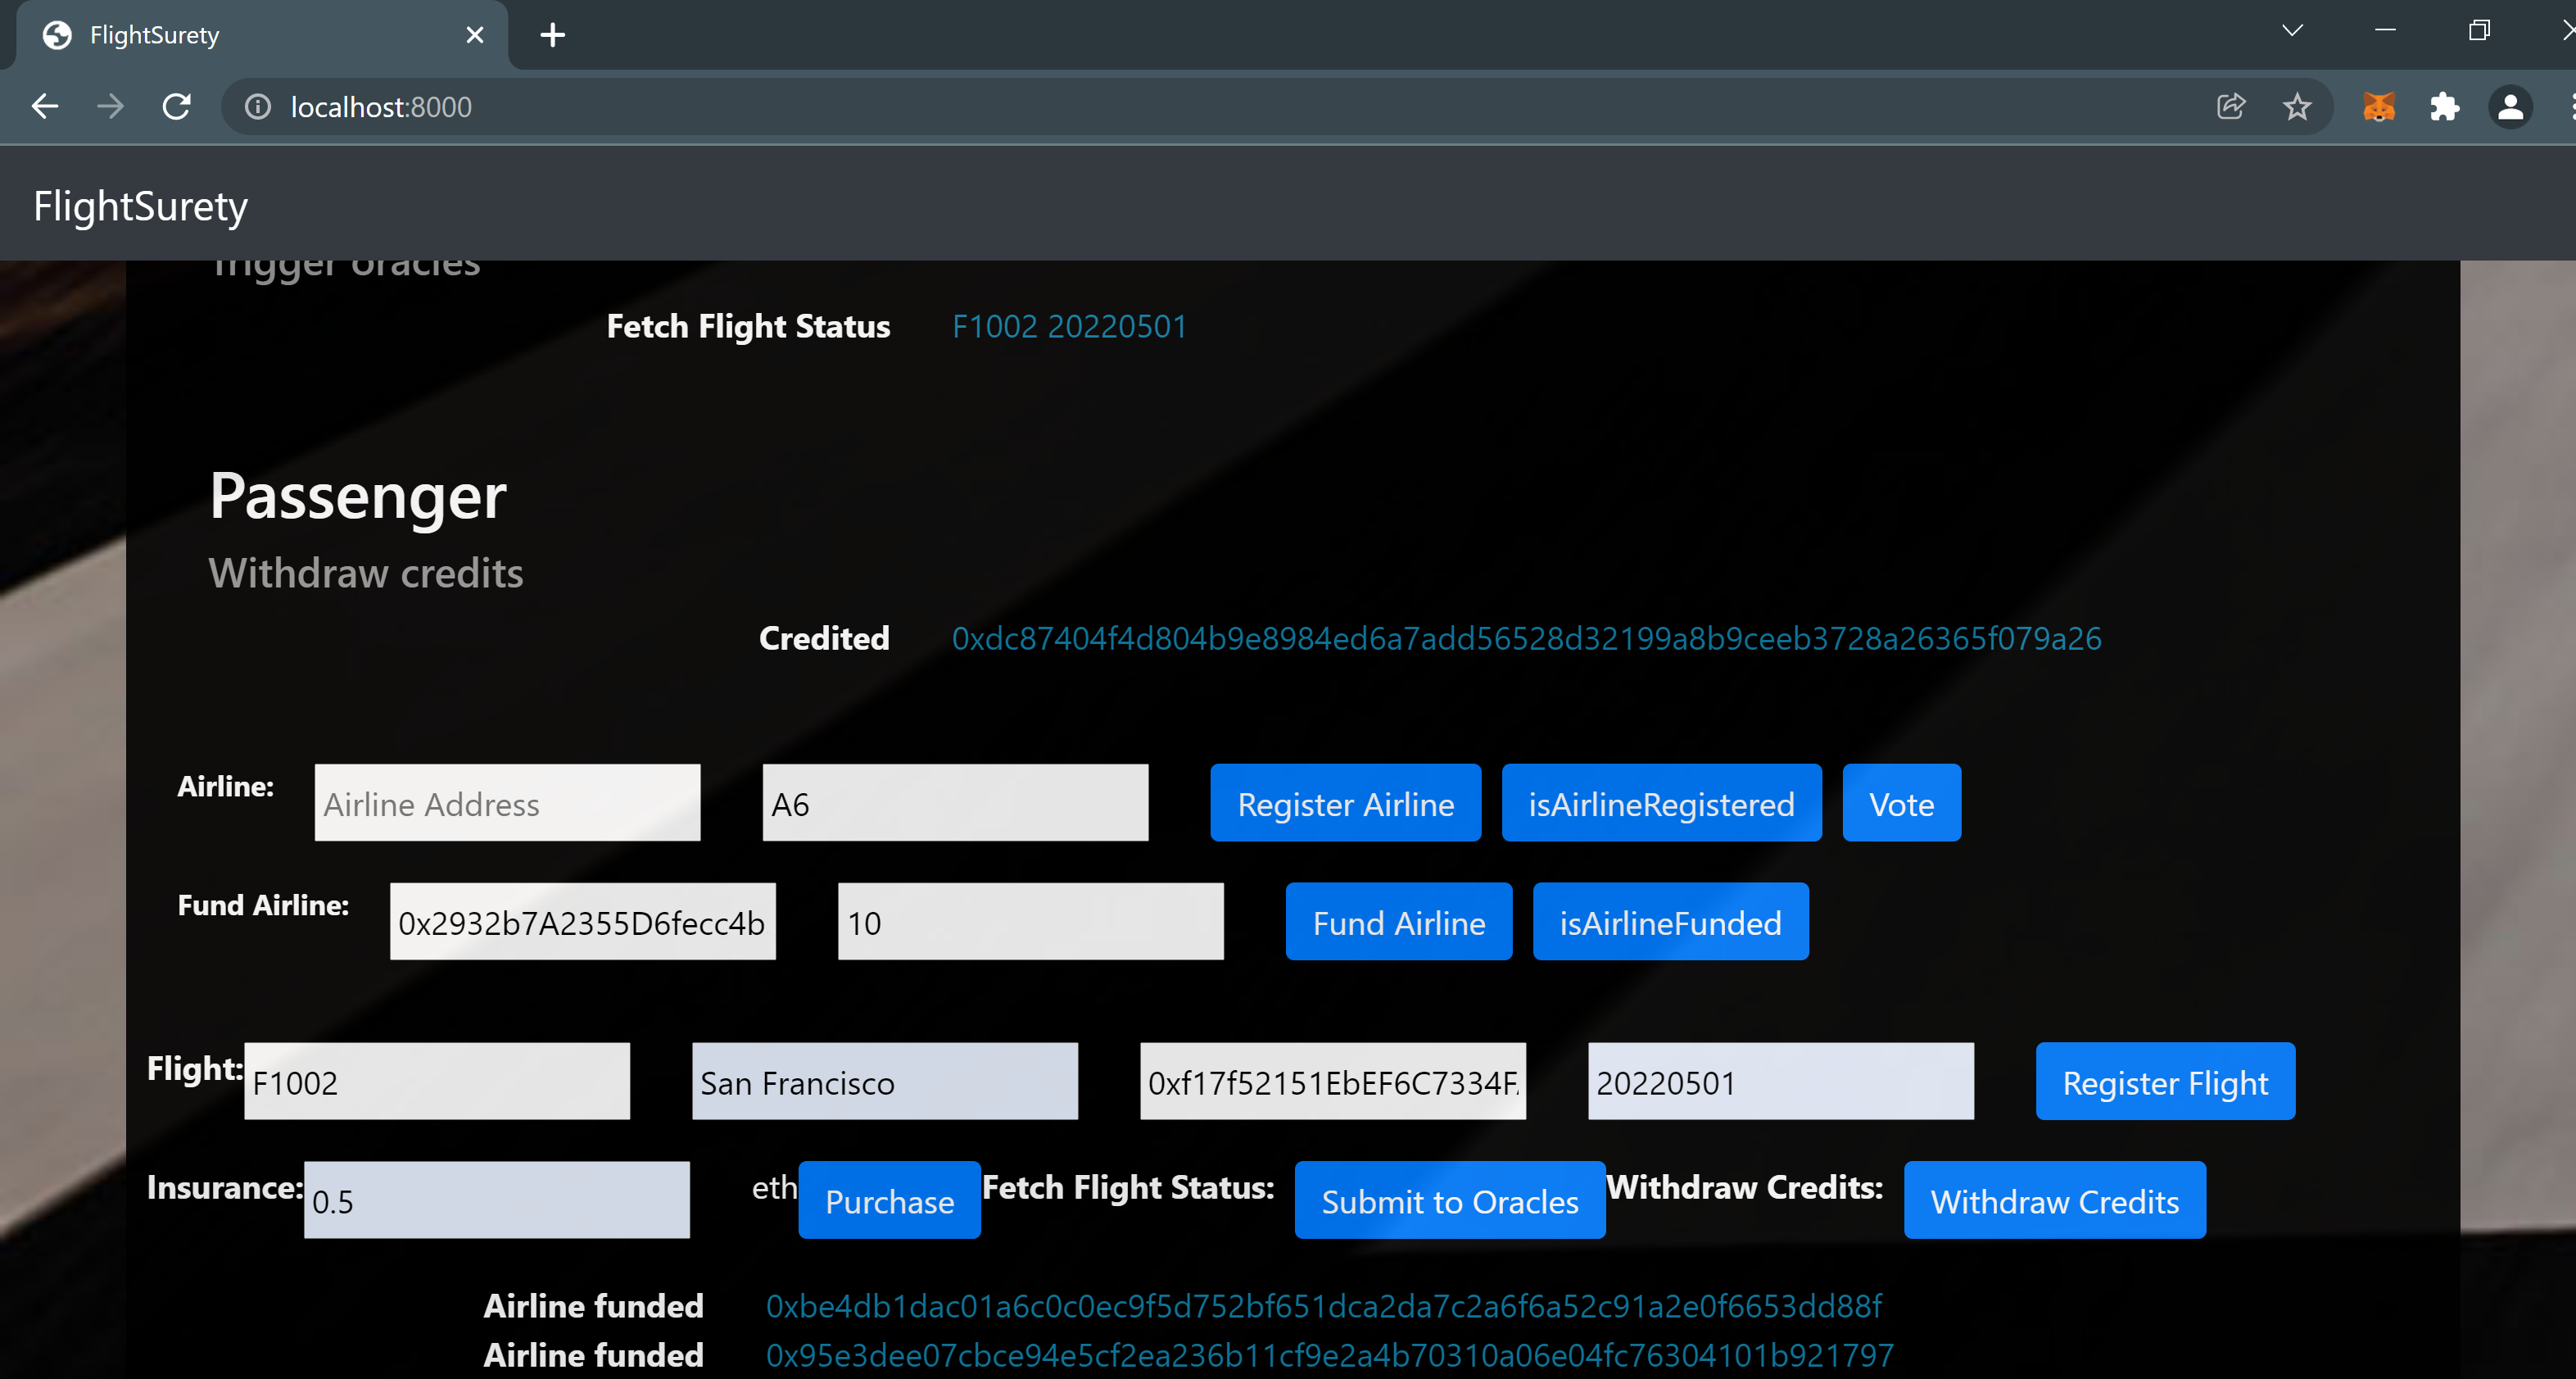 FlightSurety
localhost:8000
FlightSurety
Trigger oracles
Fetch Flight Status F1002 20220501
Passenger
Withdraw credits
Credited 0xdc87404f4d804b9e8984ed6a7add56528d32199a8b9ceeb3728a26365f079a26
Airline: Airline Address A6 Register Airline isAirlineRegistered Vote
Fund Airline: 0x2932b7A2355D6fecc4b 10 Fund Airline isAirlineFunded
Flight: F1002 San Francisco 0xf17f52151EbEF6C7334F 20220501 Register Flight
Insurance: 0.5 eth Purchase Fetch Flight Status: Submit to Oracles Withdraw Credits: Withdraw Credits
Airline funded 0xbe4db1dac01a6c0c0ec9f5d752bf651dca2da7c2a6f6a52c91a2e0f6653dd88f
Airline funded 0x95e3dee07cbce94e5cf2ea236b11cf9e2a4b70310a06e04fc76304101b921797